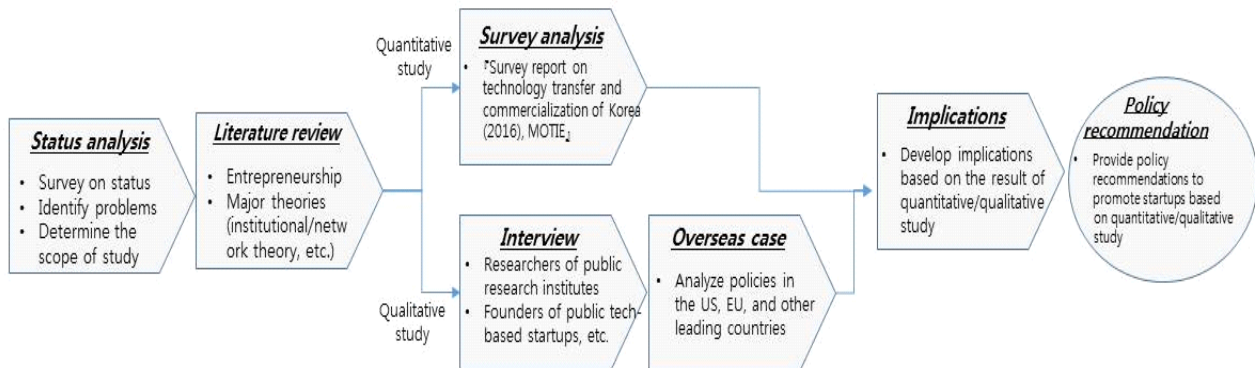 Status analysis
• Survey on status
• Identify problems
• Determine the
scope of study
Literature review
• Entrepreneurship
• Major theories
(institutional/netw
ork theory, etc.)
Quantitative
study
Survey analysis
• 『Survey report on
technology transfer and
commercialization of Korea
(2016), MOTIE』
Qualitative
study
Interview
• Researchers of public
research institutes
• Founders of public tech-
based startups, etc.
Overseas case
• Analyze policies in
the US, EU, and other
leading countries
Implications
• Develop implications
based on the result of
quantitative/qualitative
study
Policy
recommendation
• Provide policy
recommendations to
promote startups based
on quantitative/qualitative
study